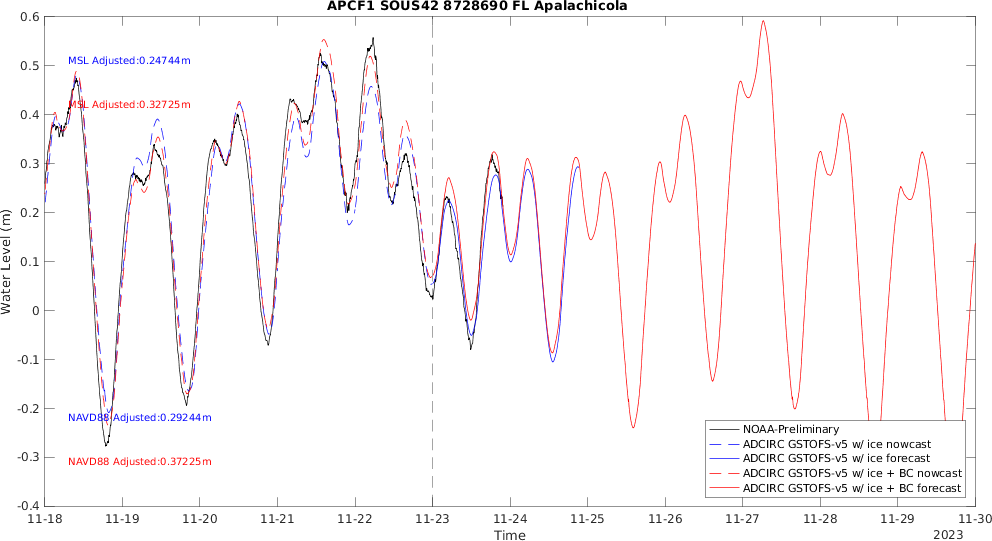 APCF1 SOUS42 8728690 FL Apalachicola
0.6
0.5
0.4
0.3
0.2
0.1
0
-0.1
-0.2
-0.3
-0.4
Water Level (m)
MSL Adjusted:0.24744m
MSL Adjusted:0.32725m
NAVD88 Adjusted:0.29244m
NAVD88 Adjusted:0.37225m
NOAA-Preliminary
ADCIRC GSTOFS-v5 w/ ice nowcast
ADCIRC GSTOFS-v5 w/ ice forecast
ADCIRC GSTOFS-v5 w/ ice + BC nowcast
ADCIRC GSTOFS-v5 w/ ice + BC forecast
11-18 11-19 11-20 11-21 11-22 11-23 11-24 11-25 11-26 11-27 11-28 11-29 11-30
Time
2023